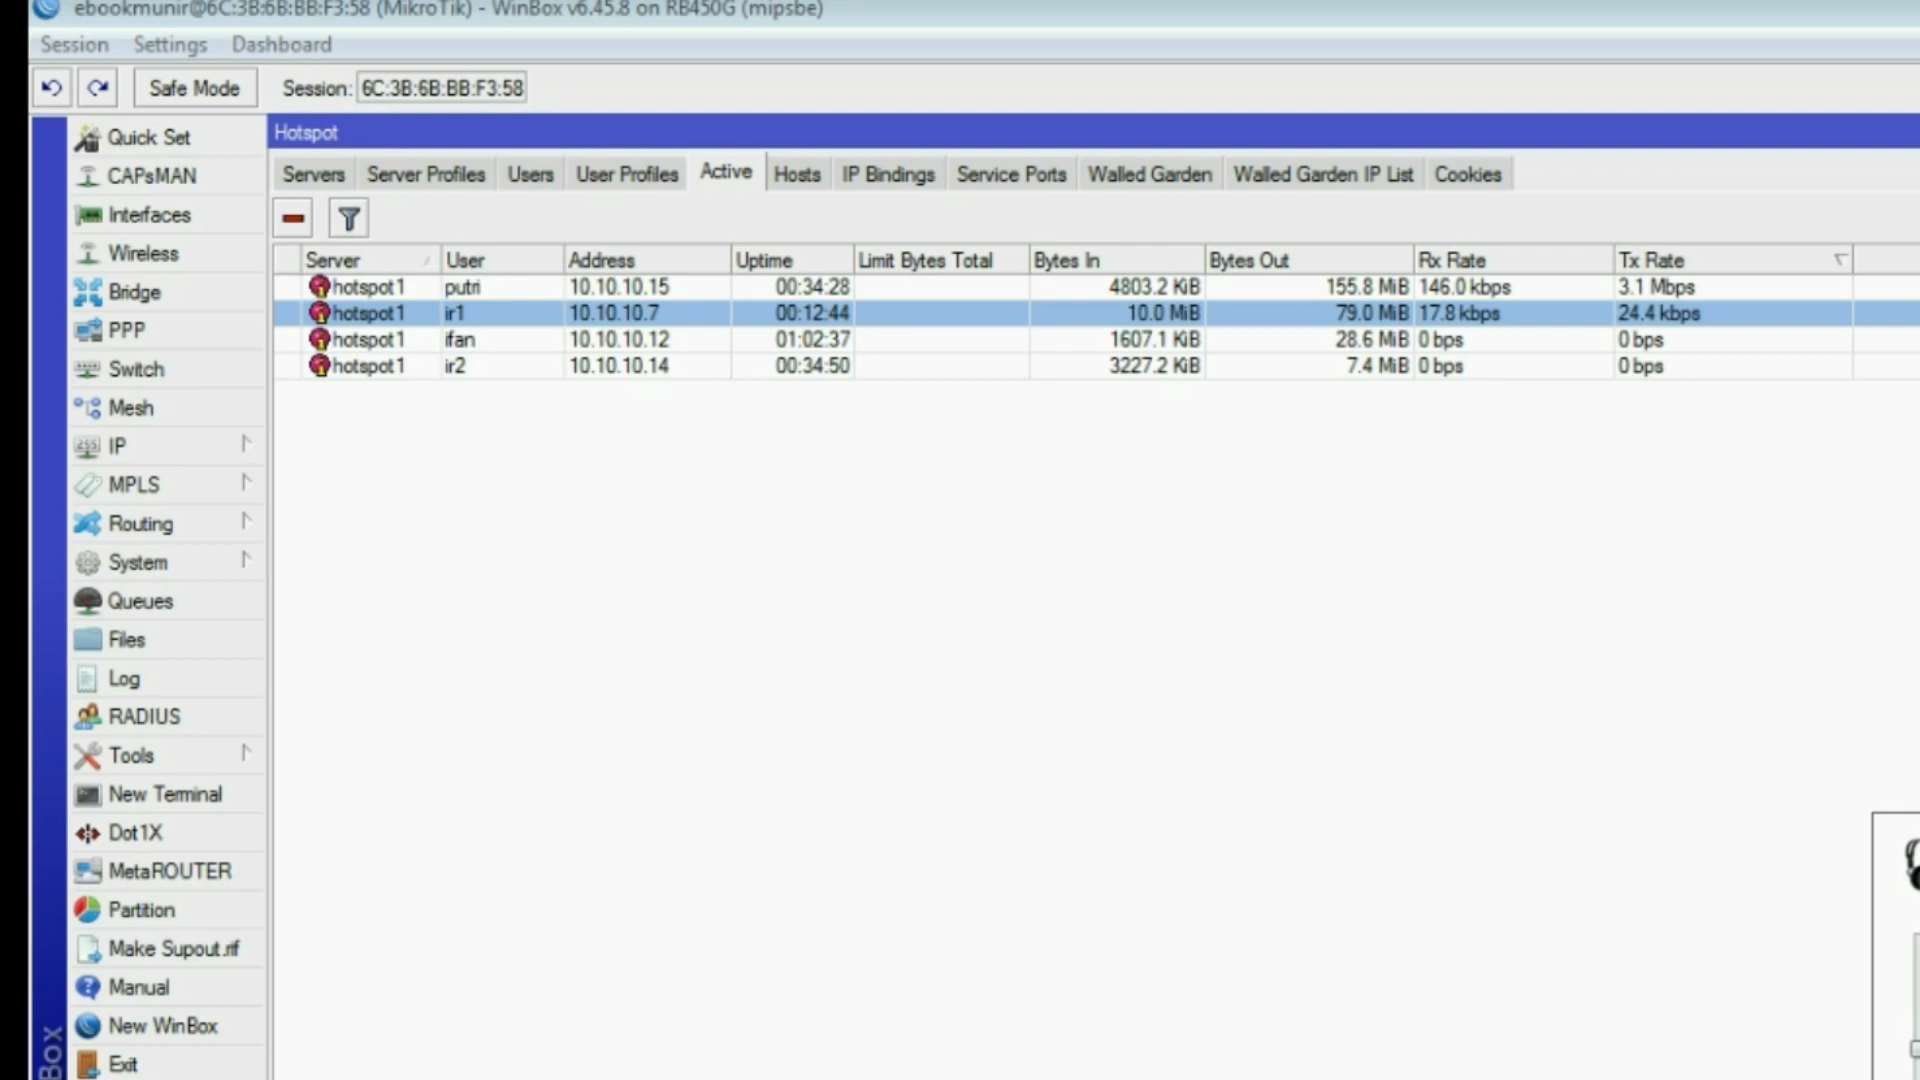 ebookmunir@6C:3B:6B:BB:F3:58 (MikroTik) - WinBox v6.45.8 on RB450G (mipsbe)
Session Settings Dashboard
Safe Mode Session: 6C:3B:6B:BB:F3:58
Hotspot
Servers Server Profiles Users User Profiles Active Hosts IP Bindings Service Ports Walled Garden Walled Garden IP List Cookies
Server User Address Uptime Limit Bytes Total Bytes In Bytes Out Rx Rate Tx Rate
hotspot1 putri 10.10.10.15 00:34:28 4803.2 KiB 155.8 MiB 146.0 kbps 3.1 Mbps
hotspot1 ir1 10.10.10.7 00:12:44 10.0 MiB 79.0 MiB 17.8 kbps 24.4 kbps
hotspot1 ifan 10.10.10.12 01:02:37 1607.1 KiB 28.6 MiB 0 bps 0 bps
hotspot1 ir2 10.10.10.14 00:34:50 3227.2 KiB 7.4 MiB 0 bps 0 bps
Quick Set
CAPsMAN
Interfaces
Wireless
Bridge
PPP
Switch
Mesh
IP
MPLS
Routing
System
Queues
Files
Log
RADIUS
Tools
New Terminal
Dot1X
MetaROUTER
Partition
Make Supout.rif
Manual
New WinBox
Exit
Box